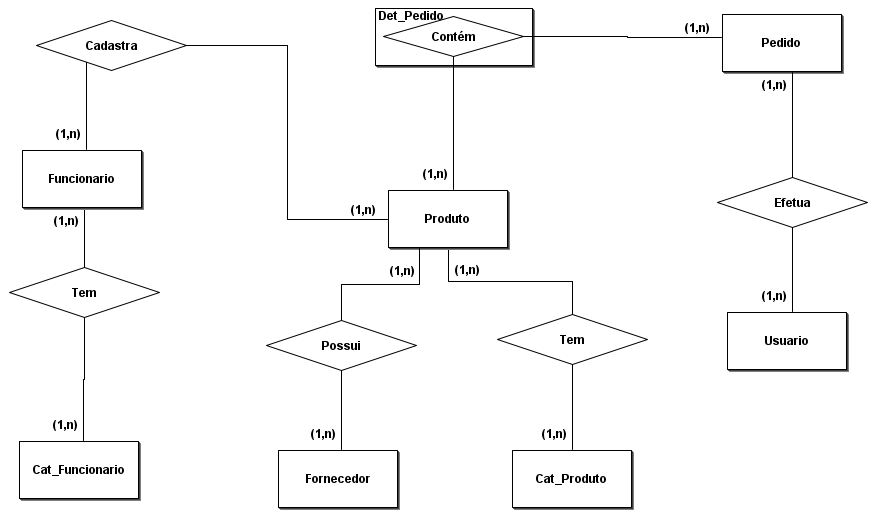 Det_Pedido
Cadastra
Contém
(1,n)
Pedido
(1,n)
(1,n)
Funcionario
(1,n)
(1,n)
(1,n)
Produto
Efetua
(1,n)
(1,n)
(1,n)
Tem
Possui
Tem
Usuario
(1,n)
(1,n)
(1,n)
Cat_Funcionario
Fornecedor
Cat_Produto